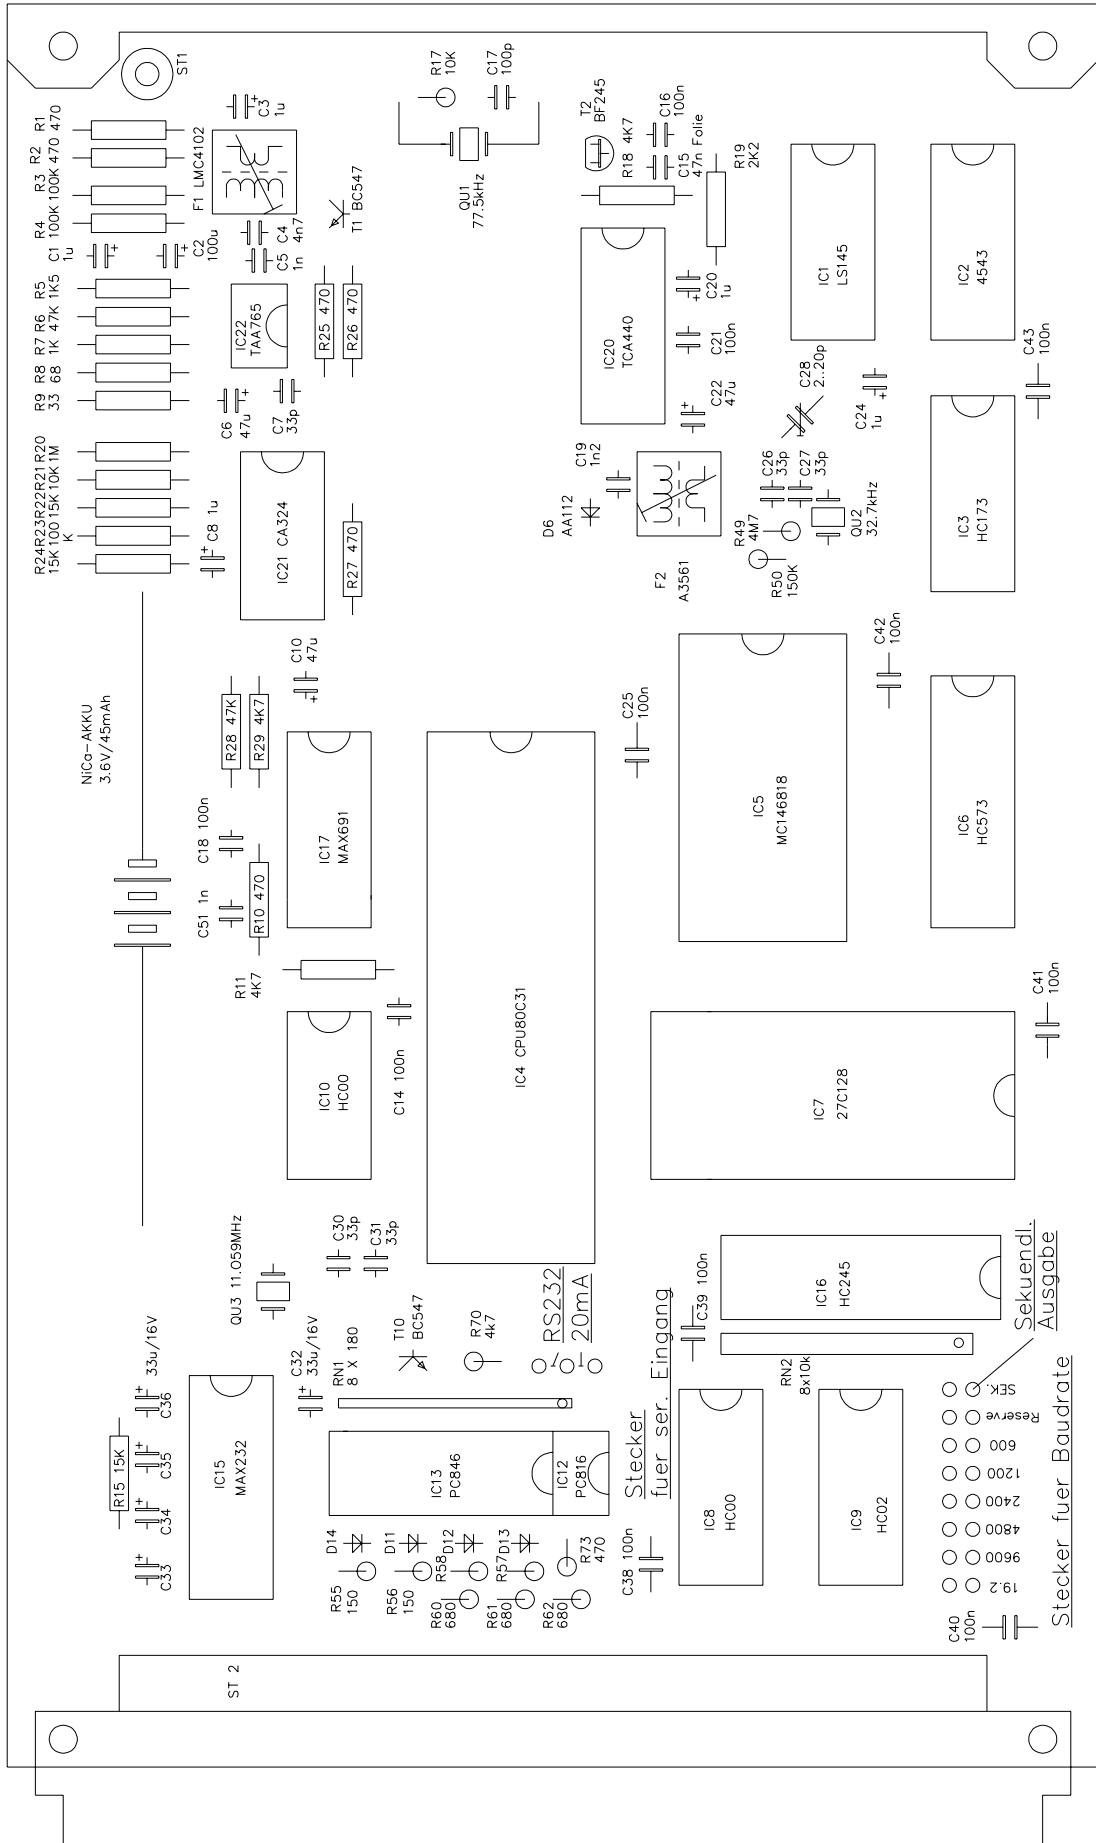 ST1
R17
10K
C17
100p
R1 470
R2 470
R3 100K
R4 100K
F1 LMC4102
C3
1u
T1 BC547
QU1
77.5kHz
T2
BF245
C16
100n
R18 4K7
C15
47n Folie
R19
2K2
C1
1u
C2
100u
C4
4n7
C5
1n
R5 1K5
R6 47K
R7 1K
R8 68
R9 33
IC22
TAA765
R25 470
R26 470
C6
47u
C7
33p
IC20
TCA440
C20
1u
C21
100n
C22
47u
IC1
LS145
IC2
4543
C28
2..20p
C24
1u
C43
100n
R20 1M
R21 10K
R22 15K
R23 100
K
R24 15K
C8 1u
IC21 CA324
R27 470
C19
1n2
D6
AA112
F2
A3561
C26
33p
C27
33p
R49
4M7
R50
150K
QU2
32.7kHz
IC3
HC173
NiCa-AKKU
3.6V/45mAh
C10
47u
R28 47K
R29 4K7
C18 100n
C51 1n
R10 470
IC17
MAX691
R11
4K7
C25
100n
IC5
MC146818
C42
100n
IC6
HC573
IC4 CPU80C31
IC10
HC00
C14 100n
IC7
27C128
C41
100n
QU3 11.059MHz
C30
33p
C31
33p
33u/16V
C32
33u/16V
T10
BC547
R70
4k7
RN1
8 X 180
RS232
20mA
C39 100n
IC16
HC245
RN2
8x10k
Sekuendl.
Ausgabe
C36
C35
C34
C33
R15 15K
IC15
MAX232
IC13
PC846
IC12
PC816
Stecker
fuer ser. Eingang
IC8
HC00
IC9
HC02
SEK.
Reserve
600
1200
2400
4800
9600
19.2
Stecker fuer Baudrate
D14
D11
D12
D13
R55
150
R56
150
R58
R57
R60
680
R61
680
R62
680
R73
470
C38 100n
C40
100n
ST 2